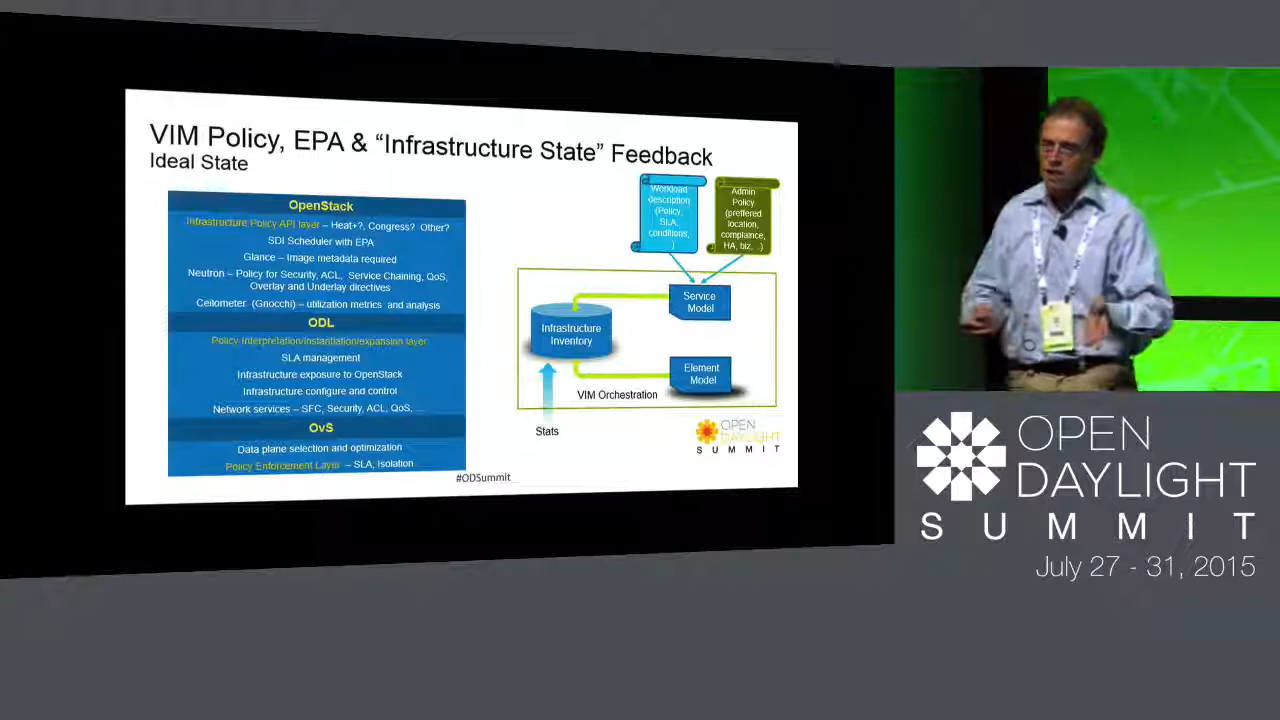 VIM Policy, EPA & “Infrastructure State” Feedback
Ideal State
OpenStack
Infrastructure Policy API layer – Heat+?, Congress? Other?
SDI Scheduler with EPA
Glance – Image metadata required
Neutron – Policy for Security, ACL, Service Chaining, QoS,
Overlay and Underlay directives
Ceilometer (Gnocchi) – utilization metrics and analysis
ODL
Policy Interpretation/instantiation/expansion layer
SLA management
Infrastructure exposure to OpenStack
Infrastructure configure and control
Network services – SFC, Security, ACL, QoS, ...
OvS
Data plane selection and optimization
Policy Enforcement Layer – SLA, Isolation
Workload
description
(Policy,
SLA,
conditions,
)
Admin
Policy
(preffered
location,
complaince,
HA, biz, ..)
Service
Model
Infrastructure
Inventory
Element
Model
VIM Orchestration
Stats
OPEN
DAYLIGHT
SUMMIT
#ODSummit
OPEN
DAYLIGHT
SUMMIT
July 27 - 31, 2015